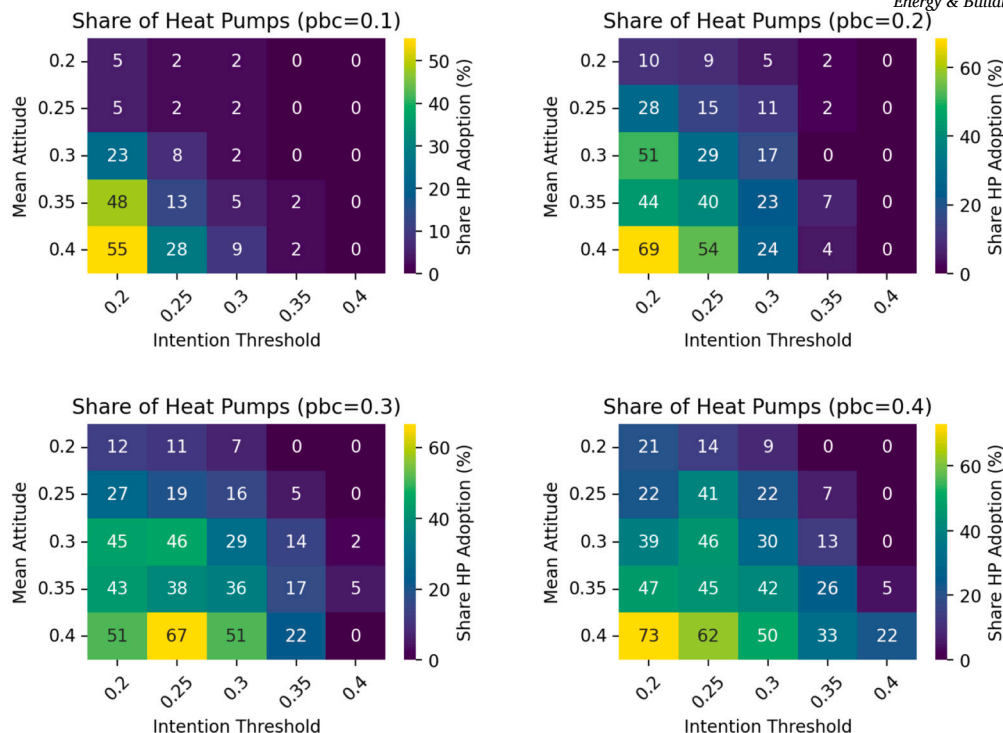 Energy & Build
Share of Heat Pumps (pbc=0.1)
Mean Attitude
0.2 5 2 2 0 0
0.25 5 2 2 0 0
0.3 23 8 2 0 0
0.35 48 13 5 2 0
0.4 55 28 9 2 0
0.2 0.25 0.3 0.35 0.4
Intention Threshold
50
40
30
20
10
0
Share HP Adoption (%)
Share of Heat Pumps (pbc=0.2)
Mean Attitude
0.2 10 9 5 2 0
0.25 28 15 11 2 0
0.3 51 29 17 0 0
0.35 44 40 23 7 0
0.4 69 54 24 4 0
0.2 0.25 0.3 0.35 0.4
Intention Threshold
60
40
20
0
Share HP Adoption (%)
Share of Heat Pumps (pbc=0.3)
Mean Attitude
0.2 12 11 7 0 0
0.25 27 19 16 5 0
0.3 45 46 29 14 2
0.35 43 38 36 17 5
0.4 51 67 51 22 0
0.2 0.25 0.3 0.35 0.4
Intention Threshold
60
40
20
0
Share HP Adoption (%)
Share of Heat Pumps (pbc=0.4)
Mean Attitude
0.2 21 14 9 0 0
0.25 22 41 22 7 0
0.3 39 46 30 13 0
0.35 47 45 42 26 5
0.4 73 62 50 33 22
0.2 0.25 0.3 0.35 0.4
Intention Threshold
60
40
20
0
Share HP Adoption (%)